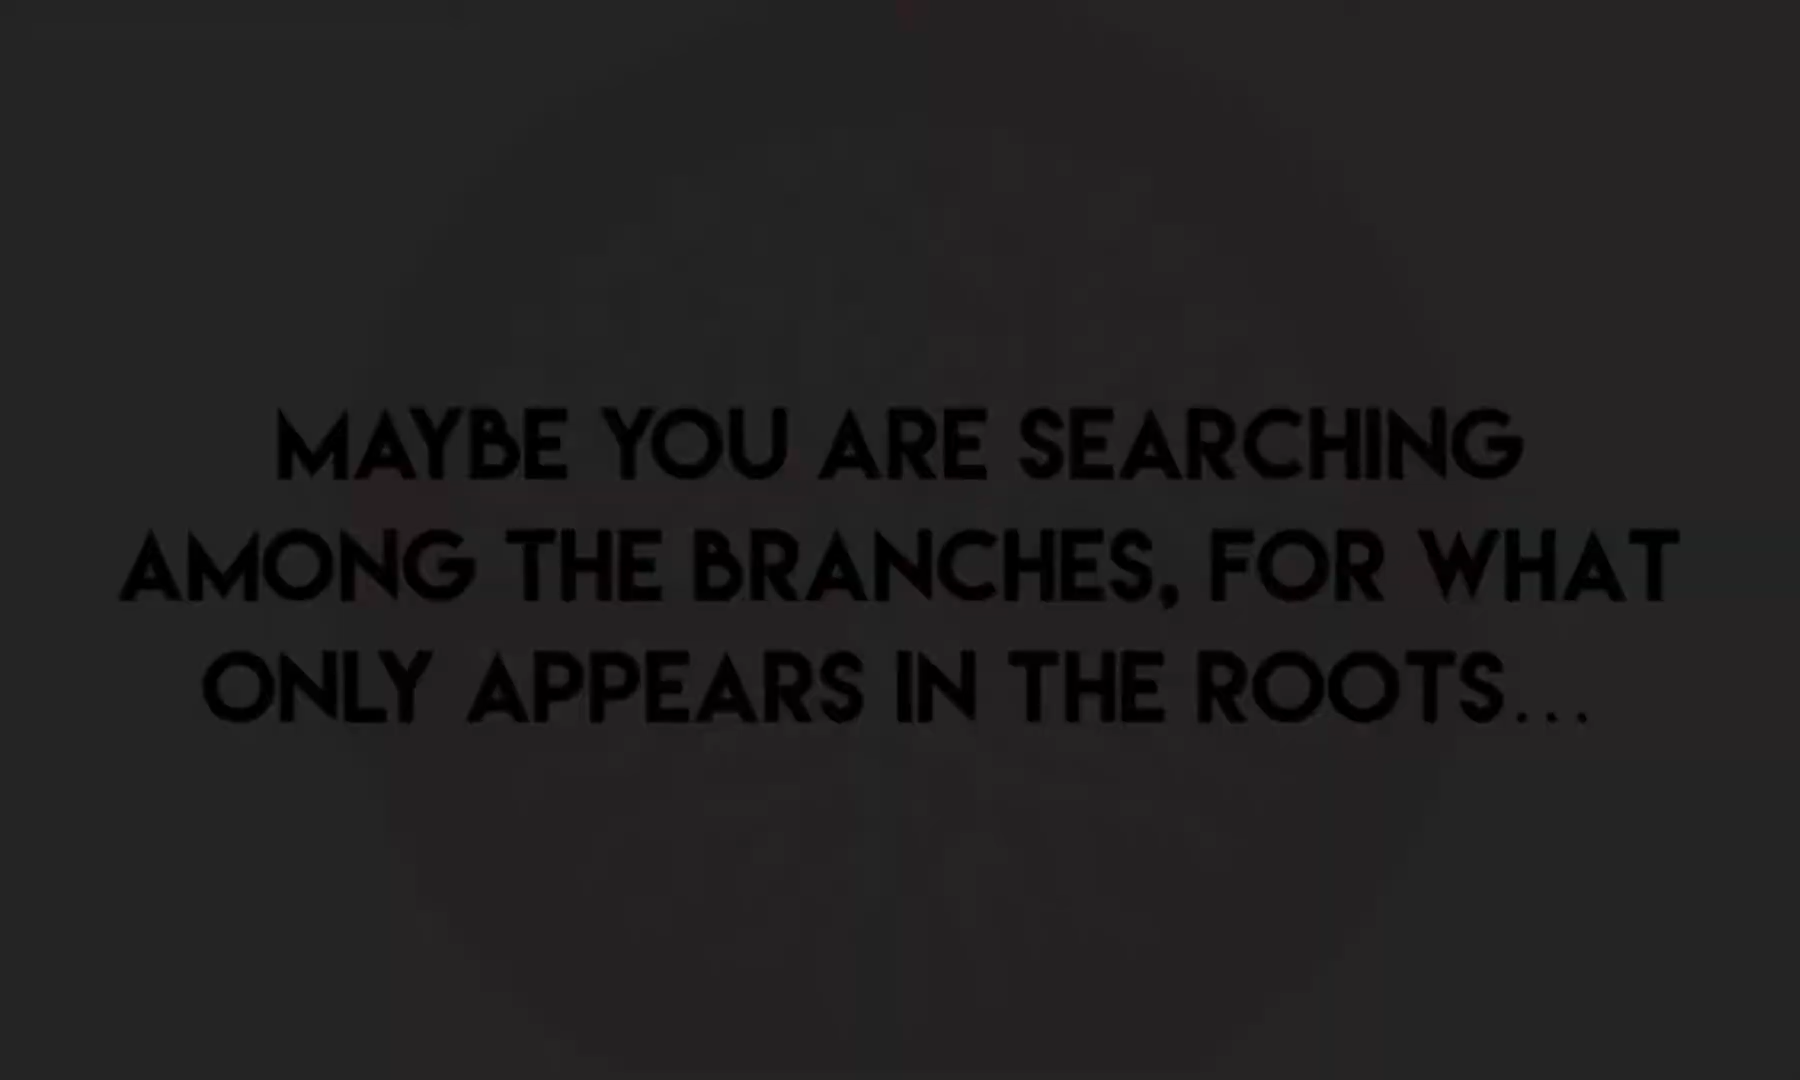 MAYBE YOU ARE SEARCHING
AMONG THE BRANCHES, FOR WHAT
ONLY APPEARS IN THE ROOTS...